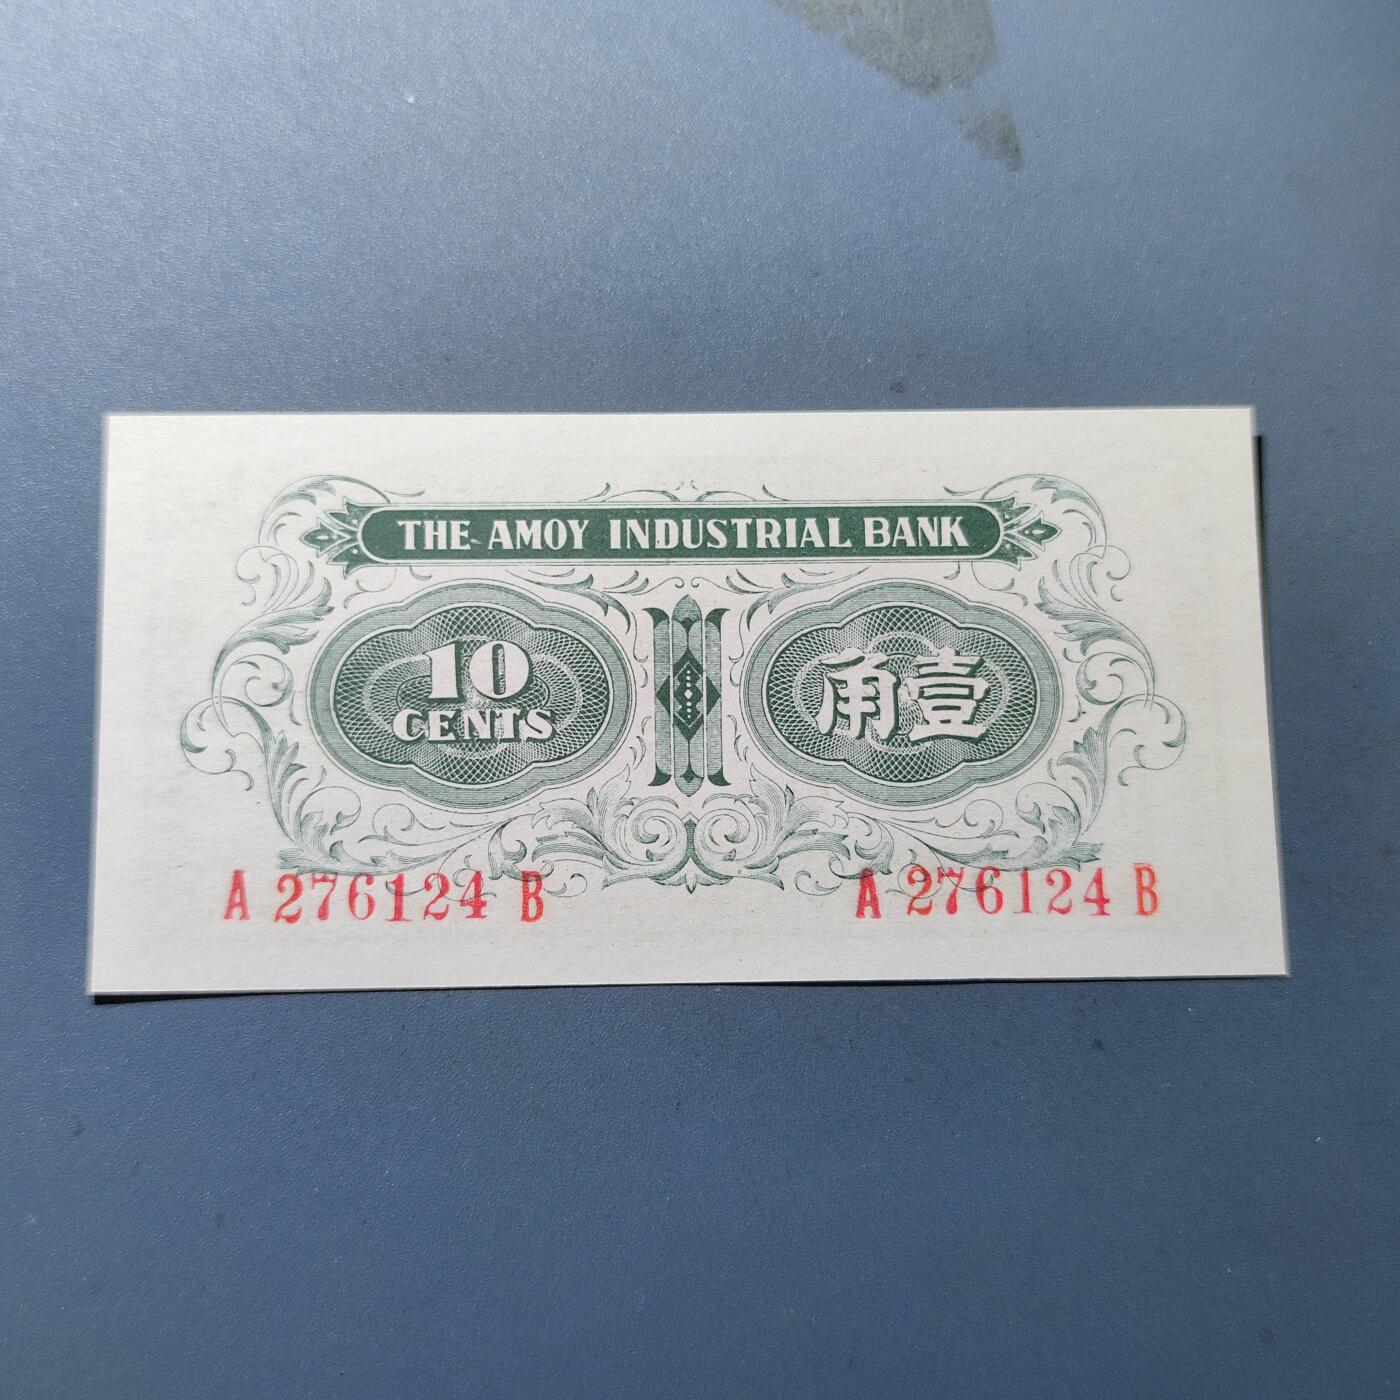 THE AMOY INDUSTRIAL BANK
10
CENTS
角壹
A 276124 B
A 276124 B